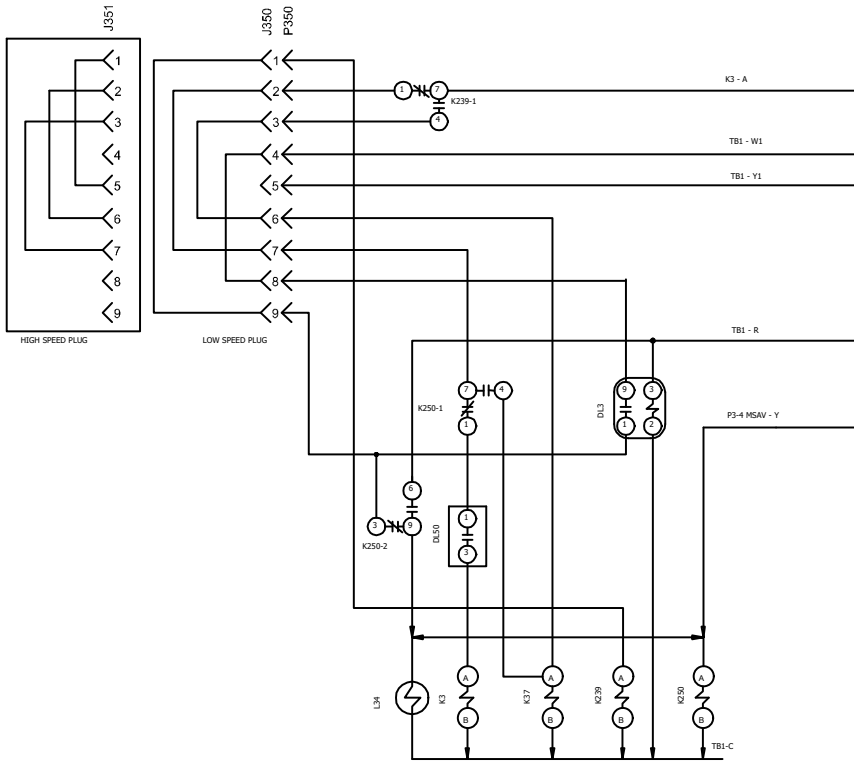 J351
J350
P350
1
2
3
4
5
6
7
8
9
HIGH SPEED PLUG
1
2
3
4
5
6
7
8
9
LOW SPEED PLUG
1
7
4
K239-1
K3 - A
TB1 - W1
TB1 - Y1
TB1 - R
P3-4 MSAV - Y
7
4
1
K250-1
9
3
1
2
DL3
6
3
9
K250-2
1
3
DL50
L34
K3
A
B
K37
A
B
K239
A
B
K250
A
B
TB1-C